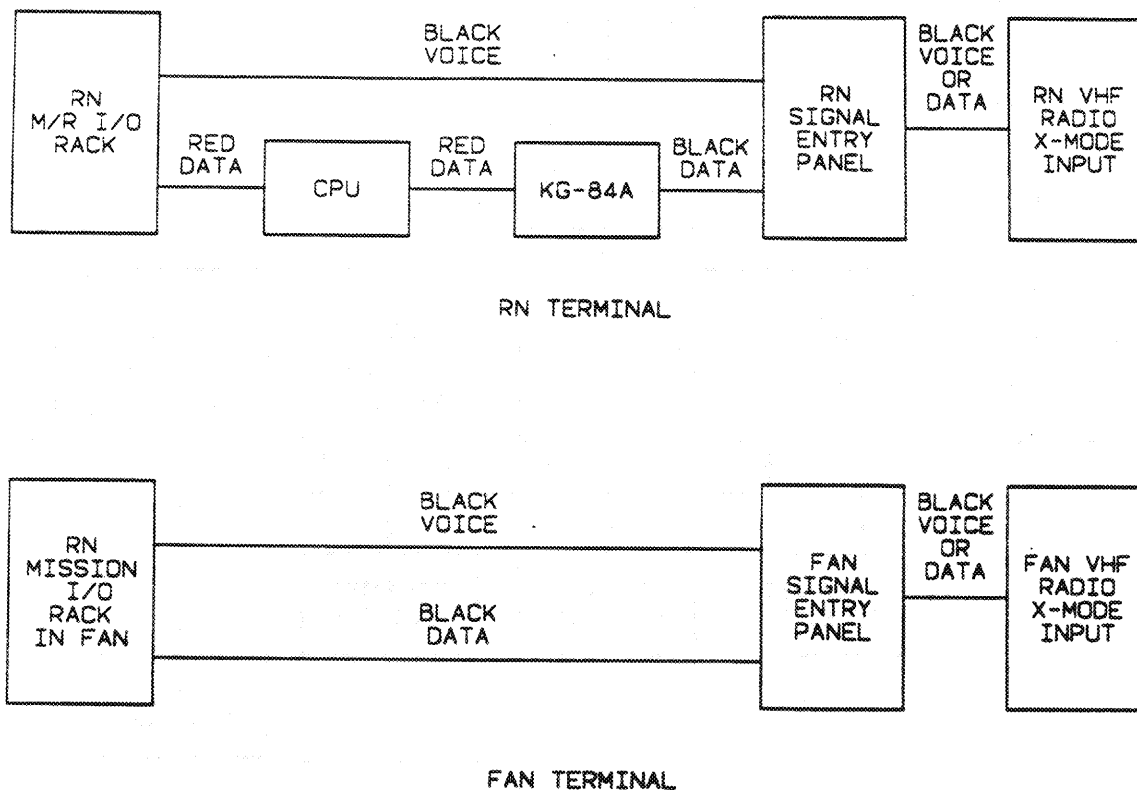 BLACK
VOICE
BLACK
VOICE
OR
DATA
RN
M/R I/O
RACK
RED
DATA
CPU
RED
DATA
KG-84A
BLACK
DATA
RN
SIGNAL
ENTRY
PANEL
RN VHF
RADIO
X-MODE
INPUT
RN TERMINAL
BLACK
VOICE
BLACK
VOICE
OR
DATA
RN
MISSION
I/O
RACK
IN FAN
BLACK
DATA
FAN
SIGNAL
ENTRY
PANEL
FAN VHF
RADIO
X-MODE
INPUT
FAN TERMINAL